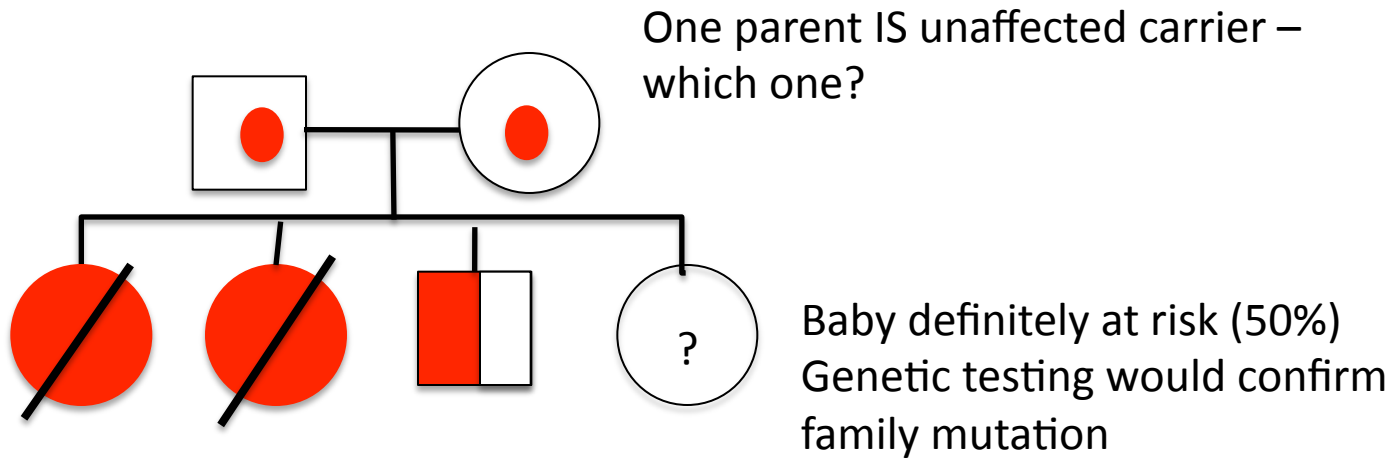 One parent IS unaffected carrier –
which one?
?
Baby definitely at risk (50%)
Genetic testing would confirm
family mutation